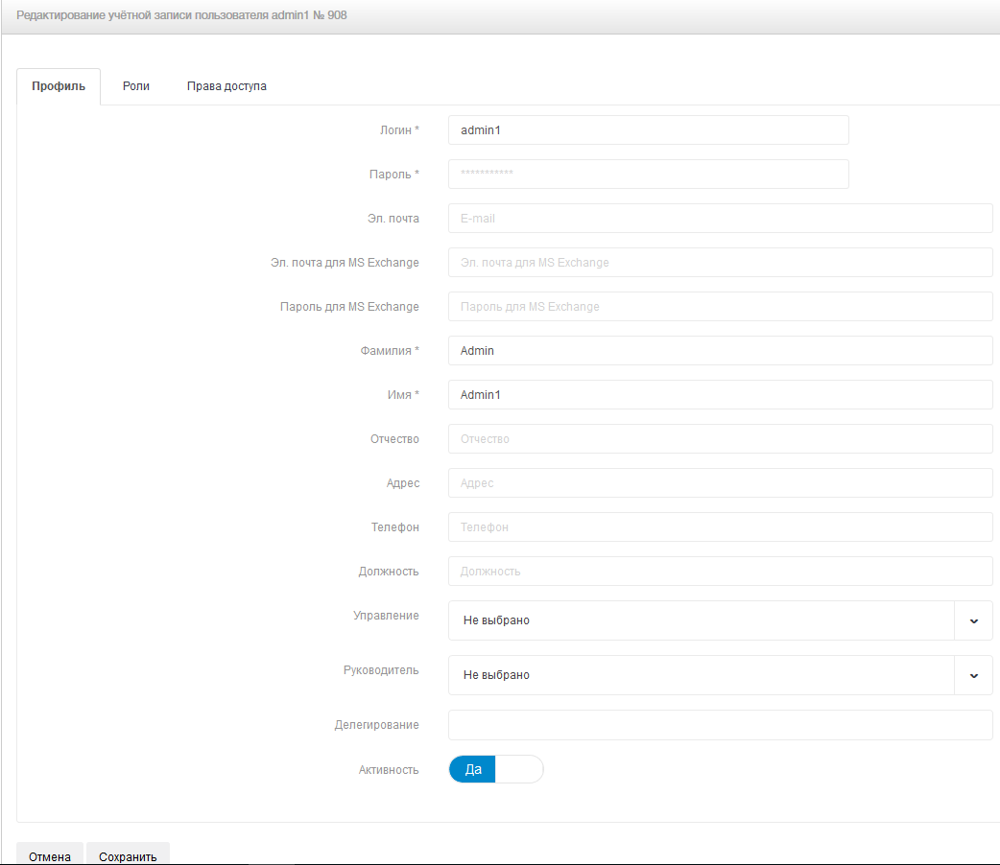 Редактирование учётной записи пользователя admin1 № 908
Профиль Роли Права доступа
Логин * admin1
Пароль * ***********
Эл. почта E-mail
Эл. почта для MS Exchange Эл. почта для MS Exchange
Пароль для MS Exchange Пароль для MS Exchange
Фамилия * Admin
Имя * Admin1
Отчество Отчество
Адрес Адрес
Телефон Телефон
Должность Должность
Управление Не выбрано
Руководитель Не выбрано
Делегирование
Активность Да
Отмена Сохранить